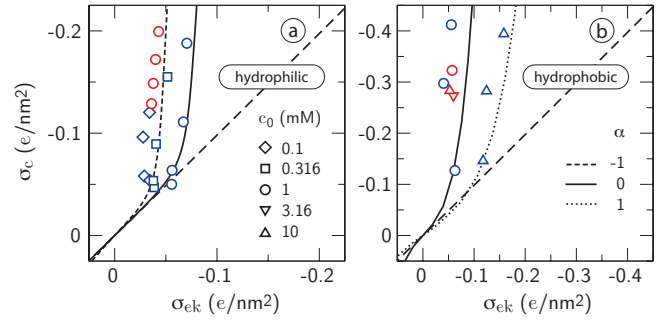 -0.2
-0.1
0
σc (e/nm²)
0
-0.1
-0.2
σek (e/nm²)
a
hydrophilic
c₀ (mM)
0.1
0.316
1
3.16
10
-0.4
-0.3
-0.2
-0.1
0
0
-0.1
-0.2
-0.3
-0.4
σek (e/nm²)
b
hydrophobic
α
-1
0
1